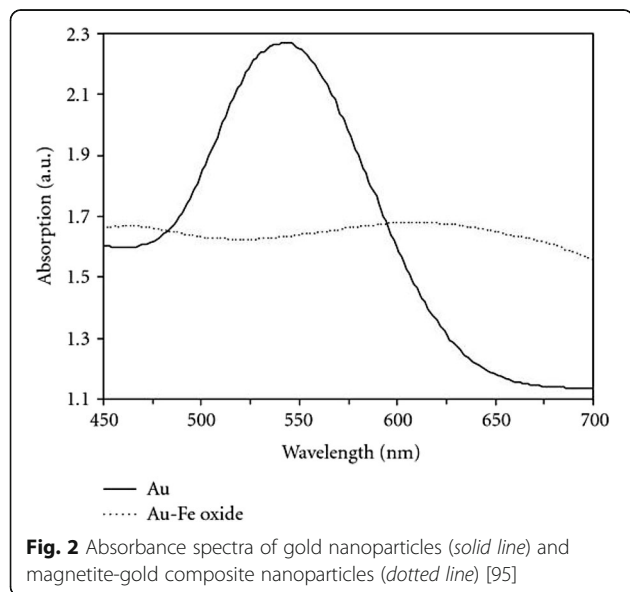 2.3
2.1
1.9
1.7
1.5
1.3
1.1
Absorption (a.u.)
450 500 550 600 650 700
Wavelength (nm)
Au
Au-Fe oxide
Fig. 2 Absorbance spectra of gold nanoparticles (solid line) and
magnetite-gold composite nanoparticles (dotted line) [95]